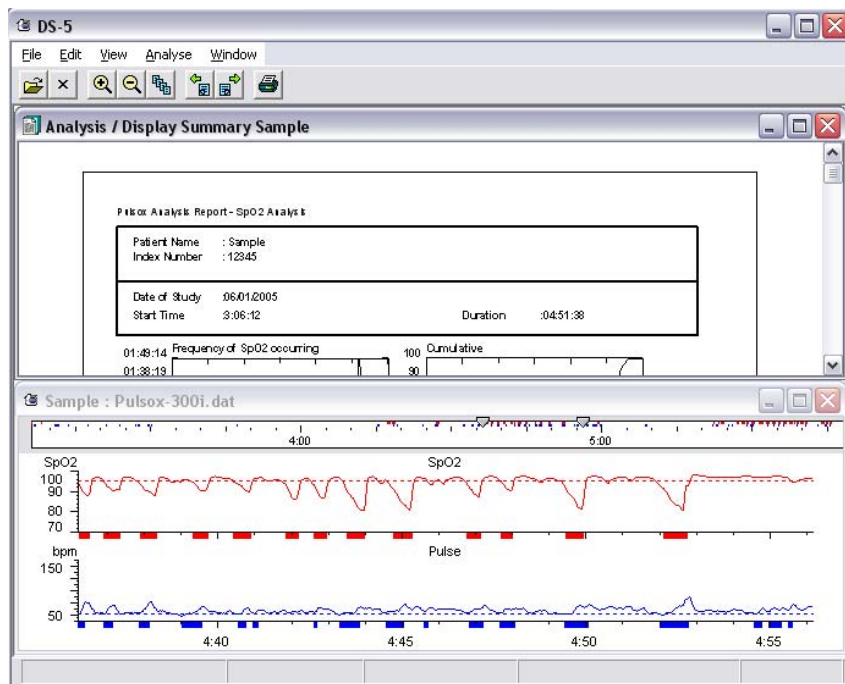 DS-5
File Edit View Analyse Window
Analysis / Display Summary Sample
Pulsox Analysis Report - SpO2 Analysis
Patient Name : Sample
Index Number : 12345
Date of Study :06/01/2005
Start Time :3:06:12 Duration :04:51:38
01:49:14 Frequency of SpO2 occurring 100 Cumulative
01:38:19 90
Sample : Pulsox-300i.dat
4:00 5:00
SpO2 SpO2
100
90
80
70
bpm Pulse
150
50
4:40 4:45 4:50 4:55